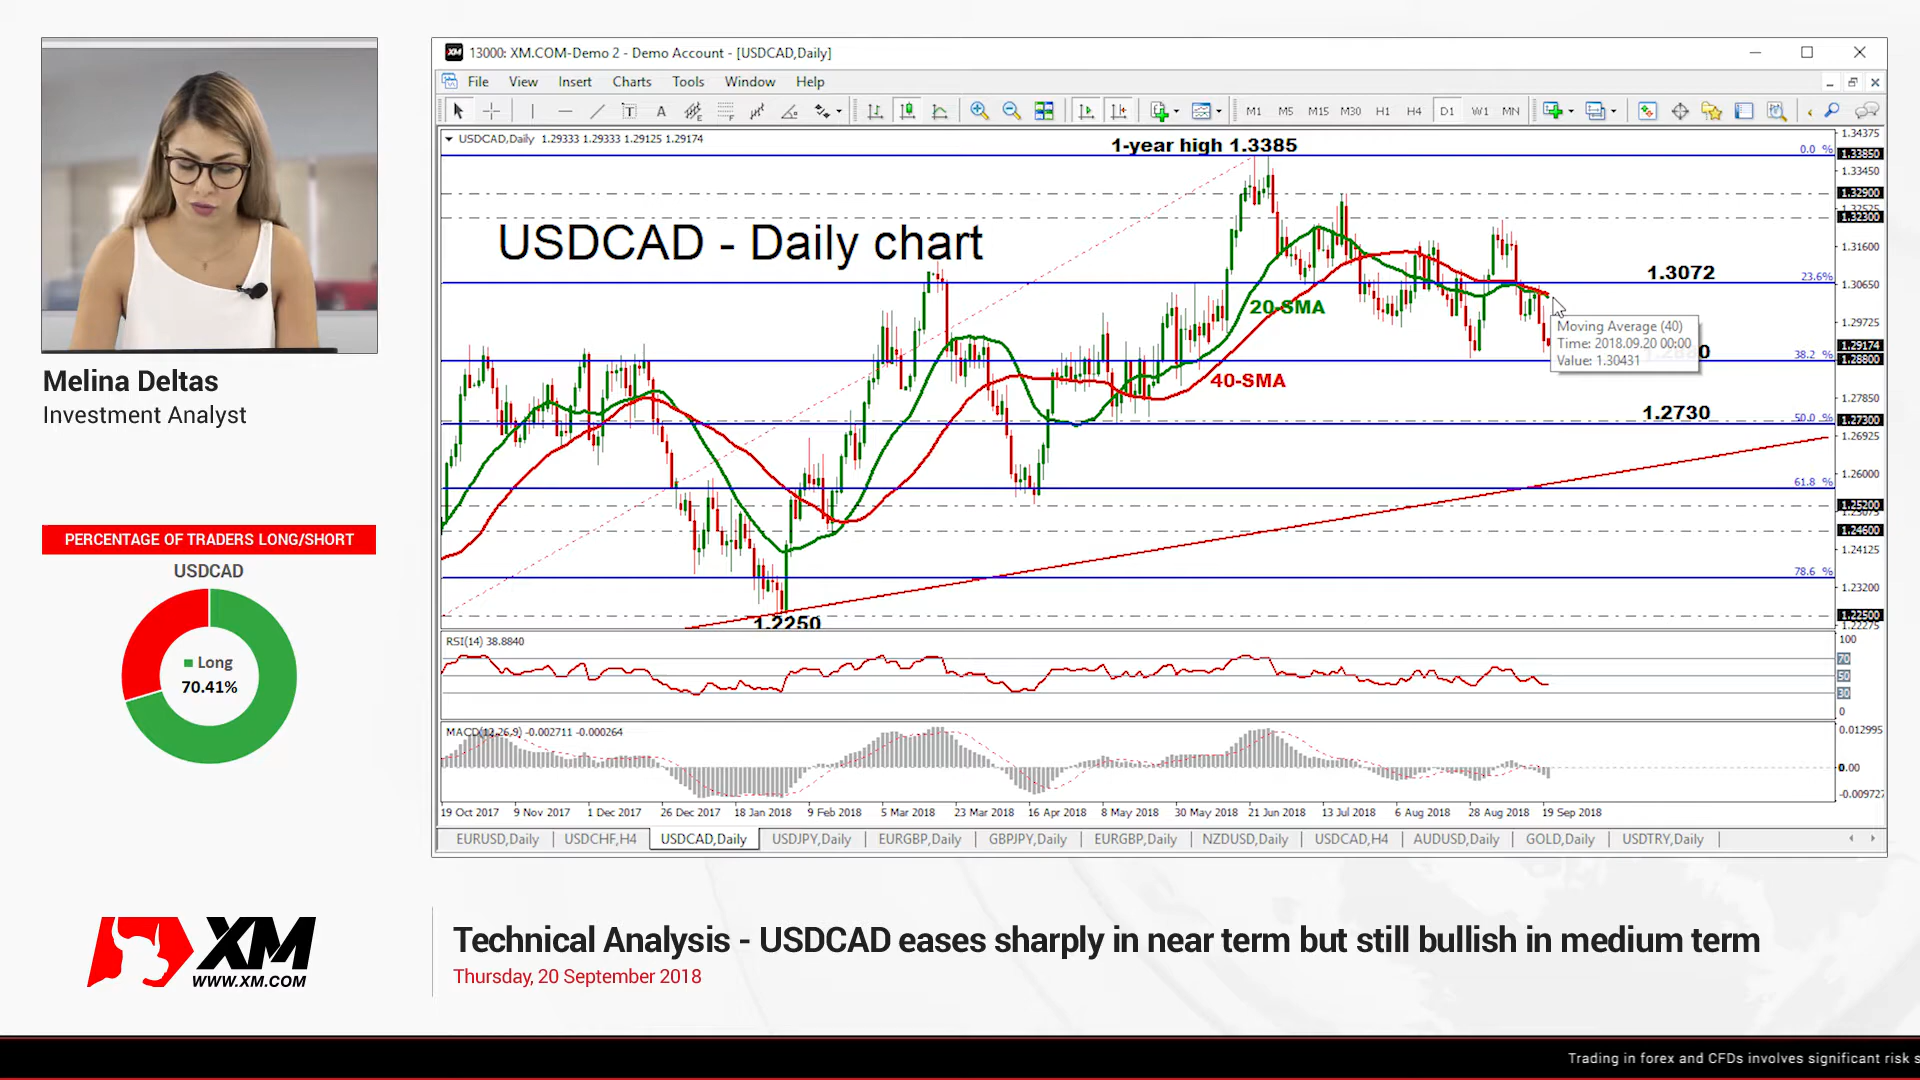 Melina Deltas
Investment Analyst
PERCENTAGE OF TRADERS LONG/SHORT
USDCAD
Long
70.41%
XM
WWW.XM.COM
13000: XM.COM-Demo 2 - Demo Account - [USDCAD,Daily]
File View Insert Charts Tools Window Help
T A M1 M5 M15 M30 H1 H4 D1 W1 MN
USDCAD,Daily 1.29333 1.29333 1.29125 1.29174
1-year high 1.3385
USDCAD - Daily chart
20-SMA
40-SMA
1.3072
1.2730
1.2250
Moving Average (40)
Time: 2018.09.20 00:00
Value: 1.30431
0.0 %
23.6%
38.2 %
50.0 %
61.8 %
78.6 %
1.34375
1.33850
1.33450
1.32900
1.32300
1.31600
1.30650
1.29725
1.29174
1.28800
1.27850
1.27300
1.26925
1.26000
1.25200
1.24600
1.24125
1.23200
1.22500
1.22275
RSI(14) 38.8840
100
70
50
30
0
MACD(12,26,9) -0.002711 -0.000264
0.012995
0.00
-0.009727
19 Oct 2017 9 Nov 2017 1 Dec 2017 26 Dec 2017 18 Jan 2018 9 Feb 2018 5 Mar 2018 23 Mar 2018 16 Apr 2018 8 May 2018 30 May 2018 21 Jun 2018 13 Jul 2018 6 Aug 2018 28 Aug 2018 19 Sep 2018
EURUSD,Daily USDCHF,H4 USDCAD,Daily USDJPY,Daily EURGBP,Daily GBPJPY,Daily EURGBP,Daily NZDUSD,Daily USDCAD,H4 AUDUSD,Daily GOLD,Daily USDTRY,Daily
Technical Analysis - USDCAD eases sharply in near term but still bullish in medium term
Thursday, 20 September 2018
Trading in forex and CFDs involves significant risk